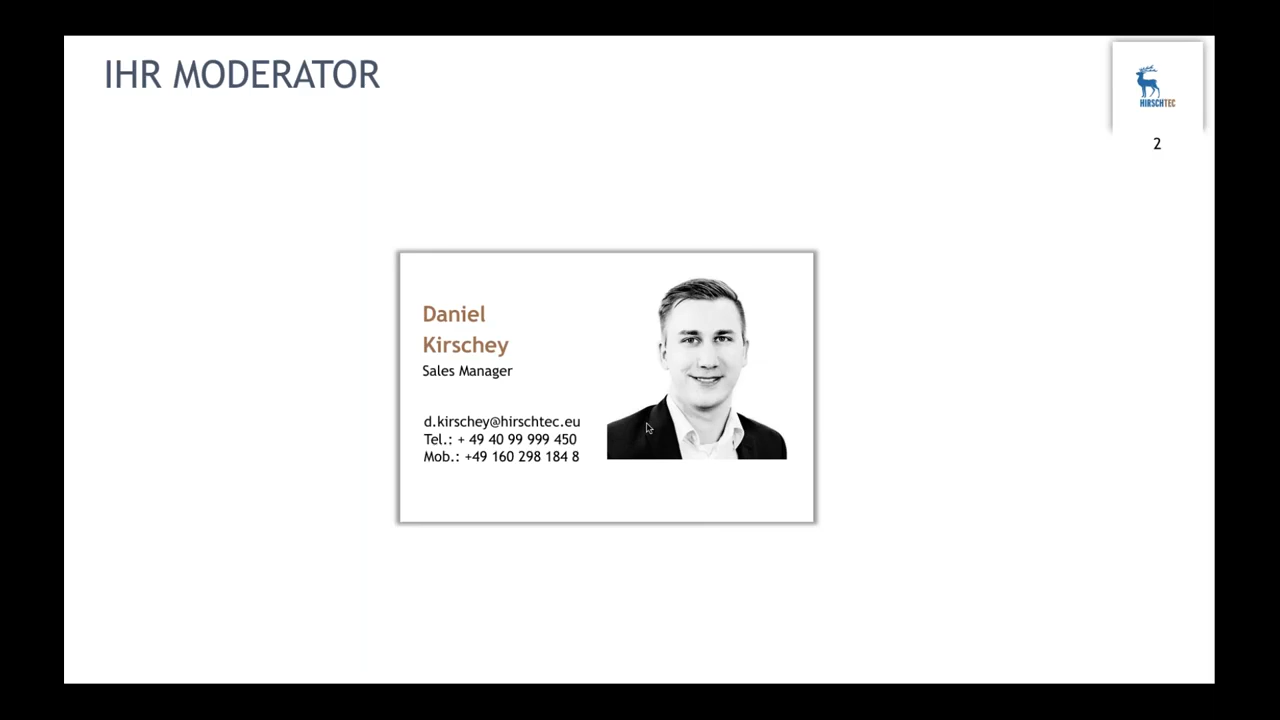 IHR MODERATOR
HIRSCHTEC
2
Daniel
Kirschey
Sales Manager
d.kirschey@hirschtec.eu
Tel.: + 49 40 99 999 450
Mob.: +49 160 298 184 8